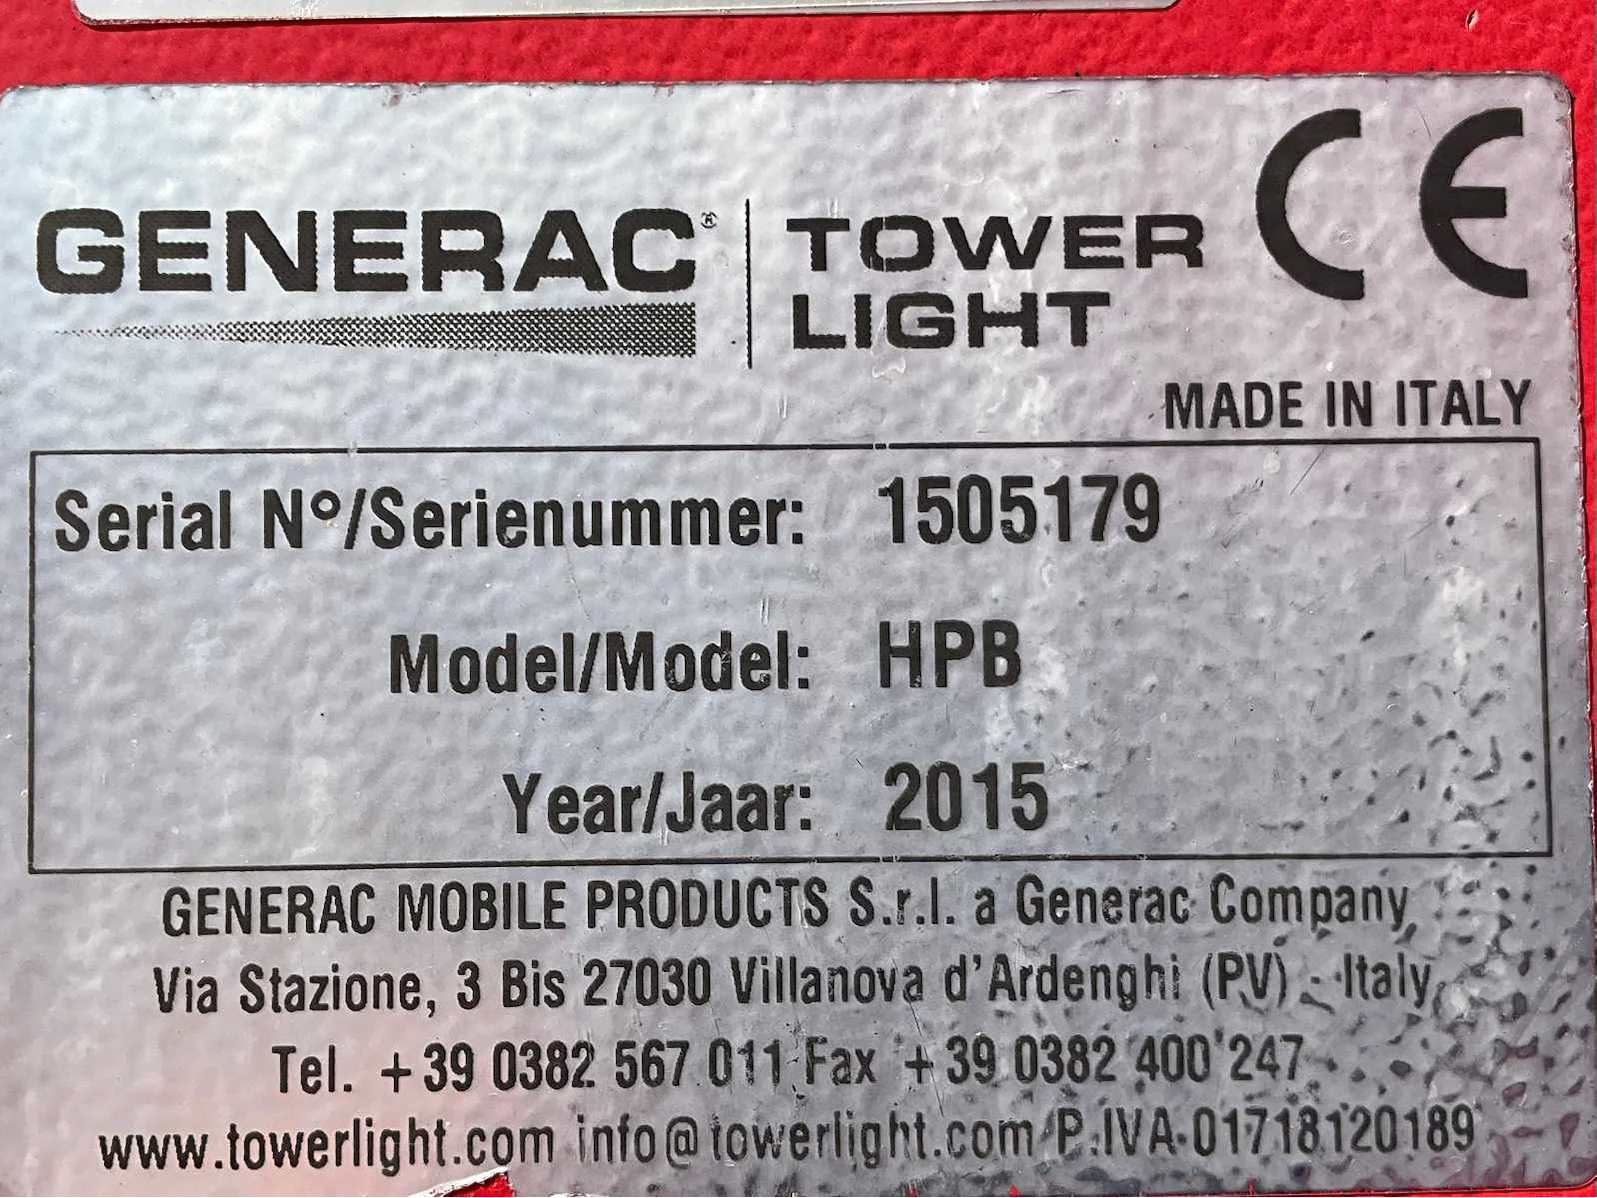 GENERAC® TOWER LIGHT CE
MADE IN ITALY
Serial N°/Serienummer: 1505179
Model/Model: HPB
Year/Jaar: 2015
GENERAC MOBILE PRODUCTS S.r.l. a Generac Company
Via Stazione, 3 Bis 27030 Villanova d'Ardenghi (PV) - Italy
Tel. +39 0382 567 011 Fax +39 0382 400 247
www.towerlight.com info@towerlight.com P.IVA 01718120189